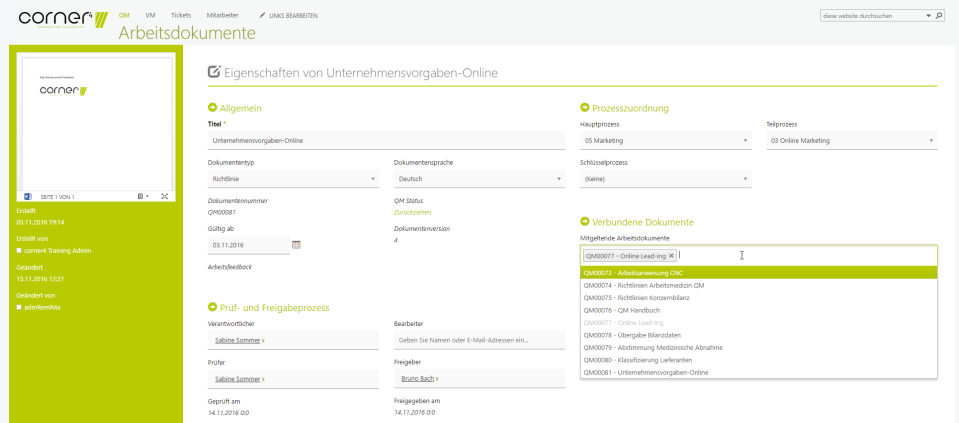 corner4 QM VM Tickets Mitarbeiter LINKS BEARBEITEN
diese website durchsuchen
Arbeitsdokumente
corner
SEITE 1 VON 1
Erstellt
03.11.2016 19:14
Erstellt von
corner4 Training Admin
Geändert
15.11.2016 12:21
Geändert von
admRemlMa
Eigenschaften von Unternehmensvorgaben-Online
Allgemein
Titel *
Unternehmensvorgaben-Online
Dokumententyp Dokumentensprache
Richtlinie Deutsch
Dokumentennummer QM Status
QM00081 Zurückziehen
Gültig ab Dokumentenversion
03.11.2016 4
Arbeitsfeedback
Prüf- und Freigabeprozess
Verantwortlicher Bearbeiter
Sabine Sommer x Geben Sie Namen oder E-Mail-Adressen ein...
Prüfer Freigeber
Sabine Sommer x Bruno Bach x
Geprüft am Freigegeben am
14.11.2016 0:0 14.11.2016 0:0
Prozesszuordnung
Hauptprozess Teilprozess
05 Marketing 03 Online Marketing
Schlüsselprozess
(Keine)
Verbundene Dokumente
Mitgeltende Arbeitsdokumente
QM00077 - Online Lead-ing ×
QM00073 - Arbeitsanweisung CNC
QM00074 - Richtlinien Arbeitsmedizin QM
QM00075 - Richtlinien Konzernbilanz
QM00076 - QM Handbuch
QM00077 - Online Lead-ing
QM00078 - Übergabe Bilanzdaten
QM00079 - Abstimmung Medizinische Abnahme
QM00080 - Klassifizierung Lieferanten
QM00081 - Unternehmensvorgaben-Online